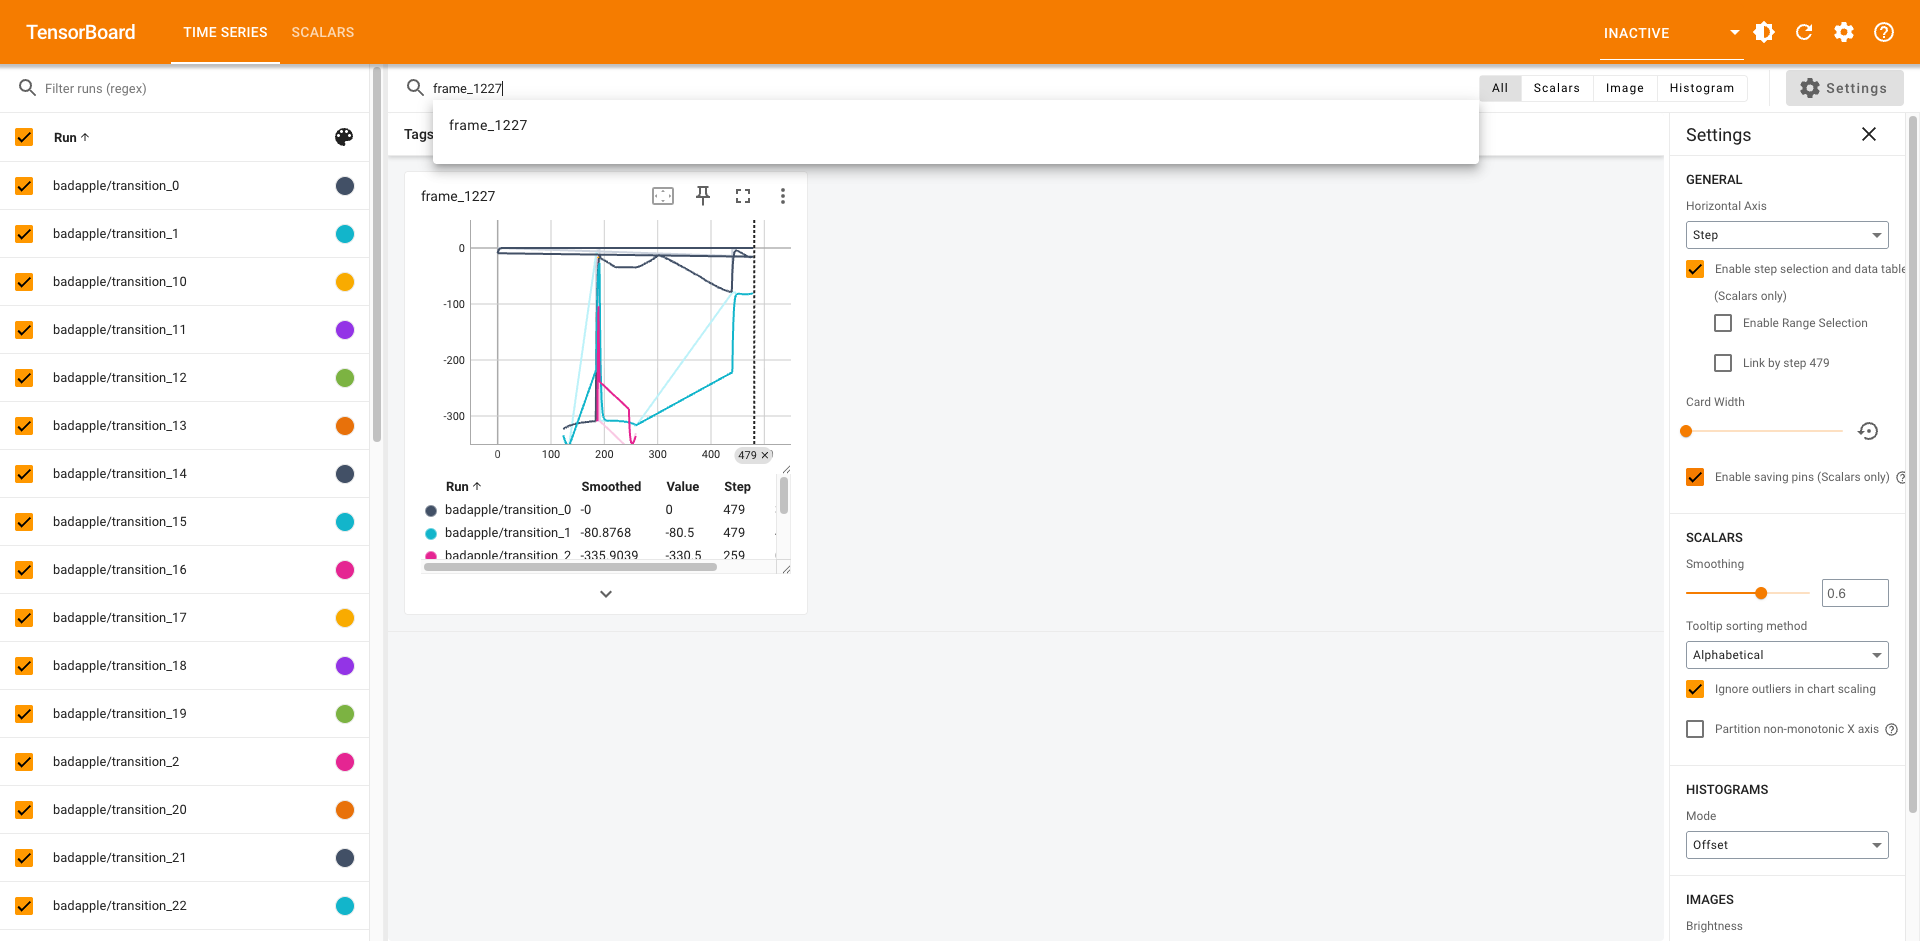 TensorBoard
TIME SERIES
SCALARS
INACTIVE
Filter runs (regex)
frame_1227
All
Scalars
Image
Histogram
Settings
frame_1227
Run
Tags
Settings
badapple/transition_0
badapple/transition_1
badapple/transition_10
badapple/transition_11
badapple/transition_12
badapple/transition_13
badapple/transition_14
badapple/transition_15
badapple/transition_16
badapple/transition_17
badapple/transition_18
badapple/transition_19
badapple/transition_2
badapple/transition_20
badapple/transition_21
badapple/transition_22
frame_1227
0
-100
-200
-300
0 100 200 300 400 479
Run Smoothed Value Step
badapple/transition_0 -0 0 479
badapple/transition_1 -80.8768 -80.5 479
badapple/transition_2 -335.9039 -330.5 259
GENERAL
Horizontal Axis
Step
Enable step selection and data table
(Scalars only)
Enable Range Selection
Link by step 479
Card Width
Enable saving pins (Scalars only)
SCALARS
Smoothing
0.6
Tooltip sorting method
Alphabetical
Ignore outliers in chart scaling
Partition non-monotonic X axis
HISTOGRAMS
Mode
Offset
IMAGES
Brightness